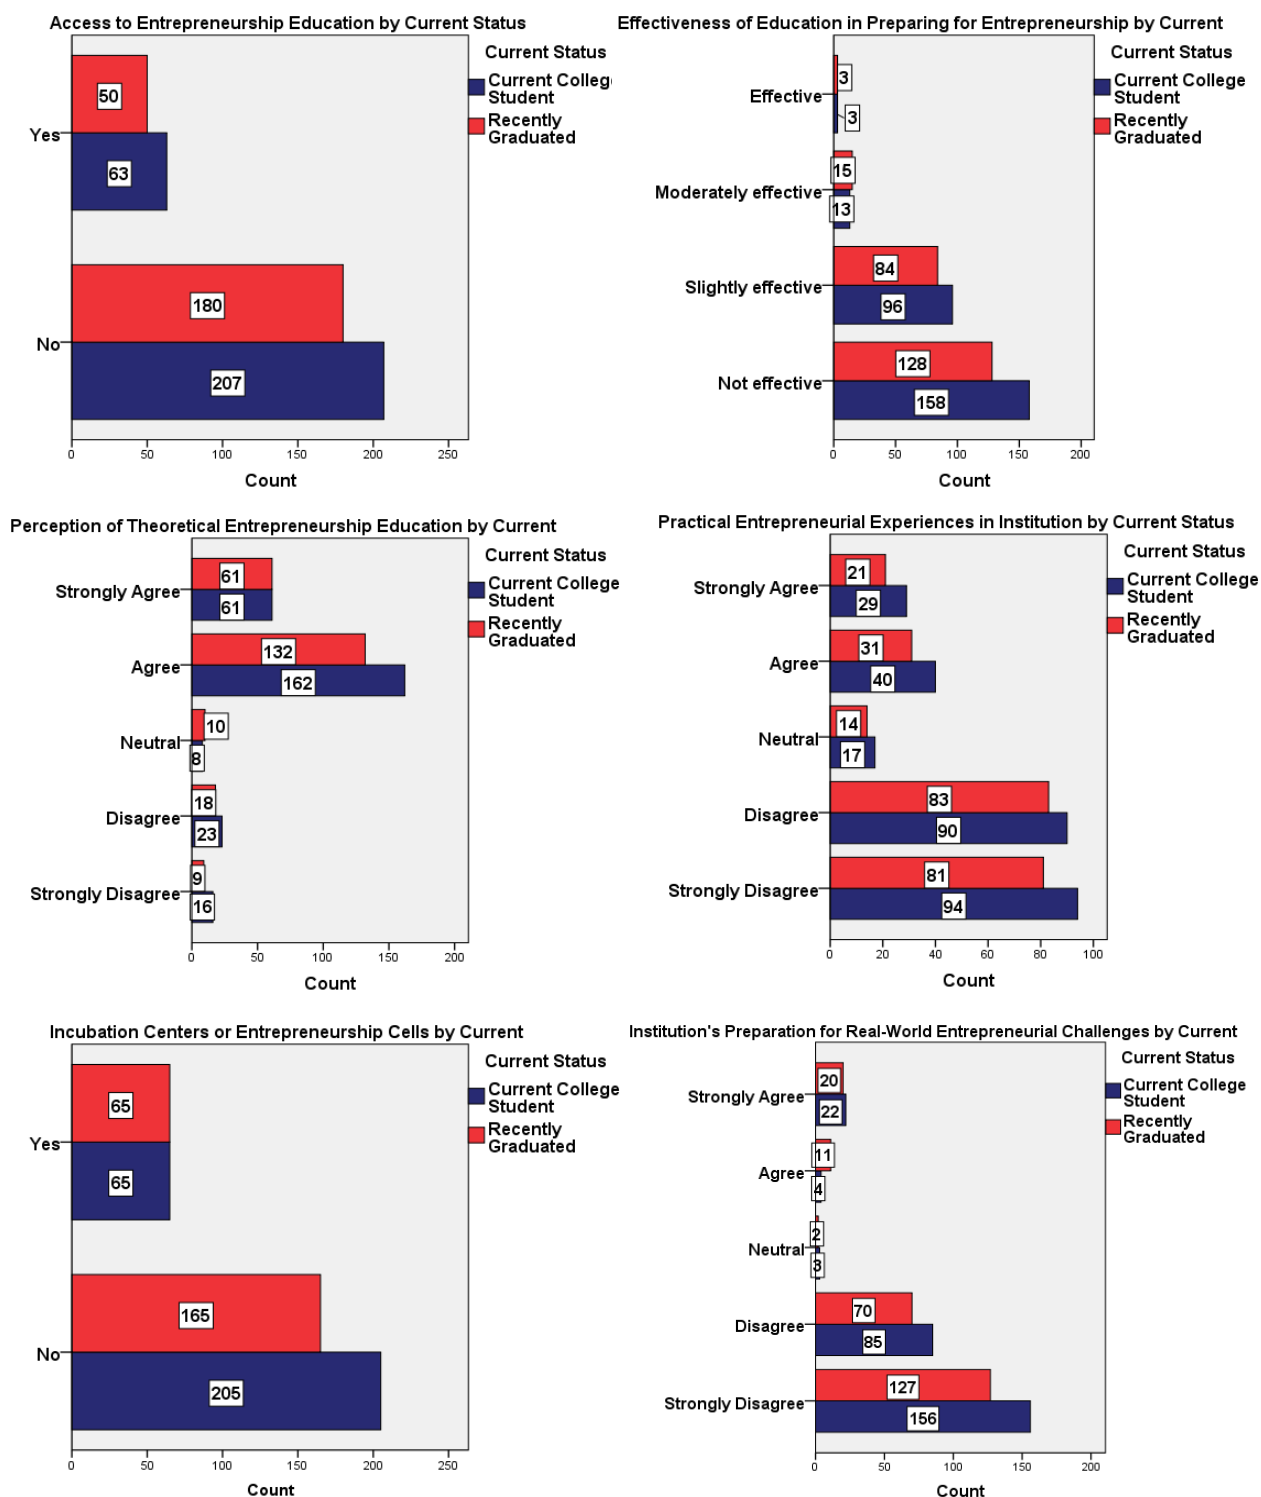 Access to Entrepreneurship Education by Current Status
Current Status
Current Colleg
Student
Recently
Graduated
Yes
50
63
No
180
207
0 50 100 150 200 250
Count
Effectiveness of Education in Preparing for Entrepreneurship by Current
Current Status
Current College
Student
Recently
Graduated
Effective
3
3
Moderately effective
15
13
Slightly effective
84
96
Not effective
128
158
0 50 100 150 200
Count
Perception of Theoretical Entrepreneurship Education by Current
Current Status
Current College
Student
Recently
Graduated
Strongly Agree
61
61
Agree
132
162
Neutral
10
8
Disagree
18
23
Strongly Disagree
9
16
0 50 100 150 200
Count
Practical Entrepreneurial Experiences in Institution by Current Status
Current Status
Current College
Student
Recently
Graduated
Strongly Agree
21
29
Agree
31
40
Neutral
14
17
Disagree
83
90
Strongly Disagree
81
94
0 20 40 60 80 100
Count
Incubation Centers or Entrepreneurship Cells by Current
Current Status
Current College
Student
Recently
Graduated
Yes
65
65
No
165
205
0 50 100 150 200 250
Count
Institution's Preparation for Real-World Entrepreneurial Challenges by Current
Current Status
Current College
Student
Recently
Graduated
Strongly Agree
20
22
Agree
11
4
Neutral
2
3
Disagree
70
85
Strongly Disagree
127
156
0 50 100 150 200
Count